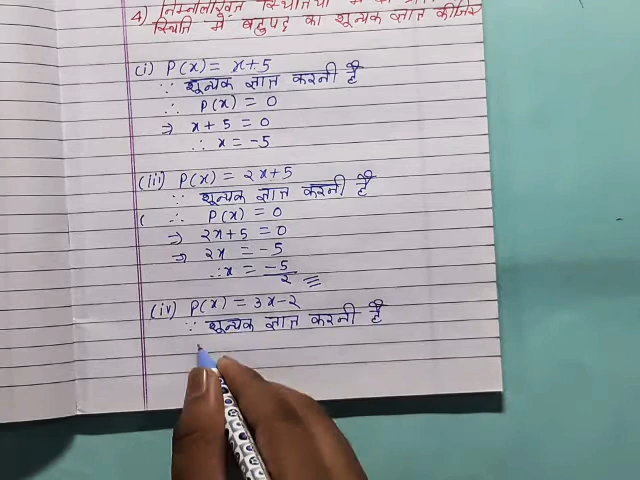 4) निम्नलिखित स्थितियों में
स्थिति में बहुपद का शून्यक ज्ञात कीजिए
(i) P(x) = x+5
∵ शून्यक ज्ञात करनी है
∴ P(x) = 0
⇒ x+5 = 0
∴ x = -5
(iii) P(x) = 2x+5
∵ शून्यक ज्ञात करनी है
( ∴ P(x) = 0
⇒ 2x+5 = 0
⇒ 2x = -5
∴ x = -5/2
(iv) P(x) = 3x-2
∵ शून्यक ज्ञात करनी है